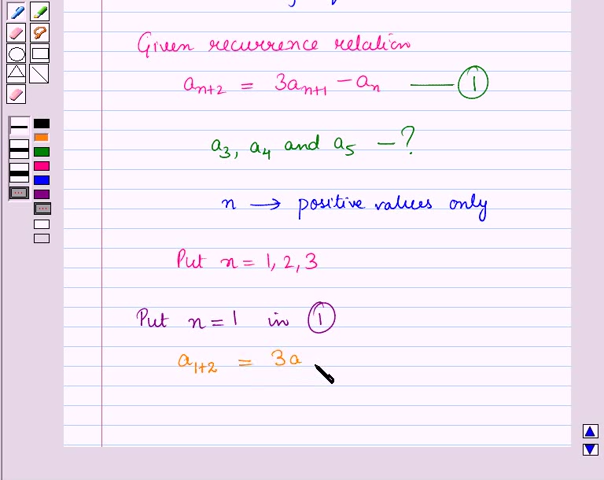 Given recurrence relation
aₙ₊₂ = 3aₙ₊₁ − aₙ —— ①
a₃, a₄ and a₅ − ?
n → positive values only
Put n = 1, 2, 3
Put n = 1 in ①
a₁₊₂ = 3a